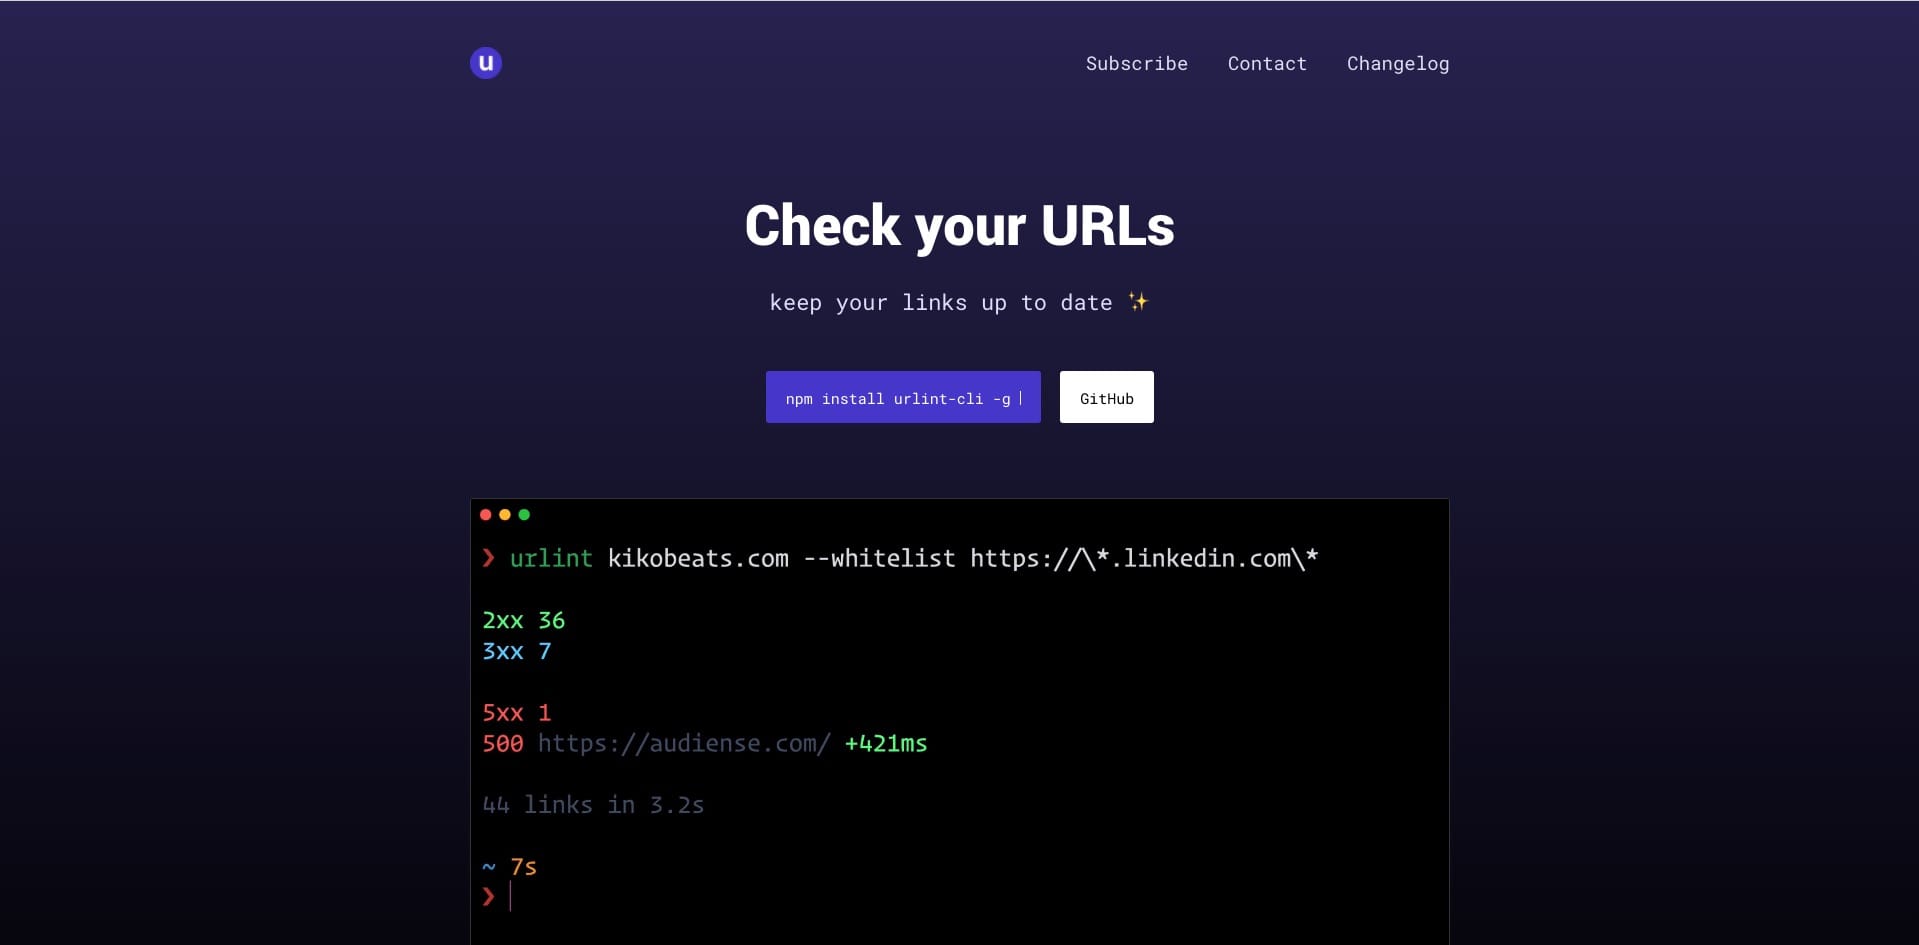 u
Subscribe Contact Changelog
Check your URLs
keep your links up to date ✨
npm install urlint-cli -g
GitHub
❯ urlint kikobeats.com --whitelist https://\*.linkedin.com\*
2xx 36
3xx 7
5xx 1
500 https://audiense.com/ +421ms
44 links in 3.2s
~ 7s
❯